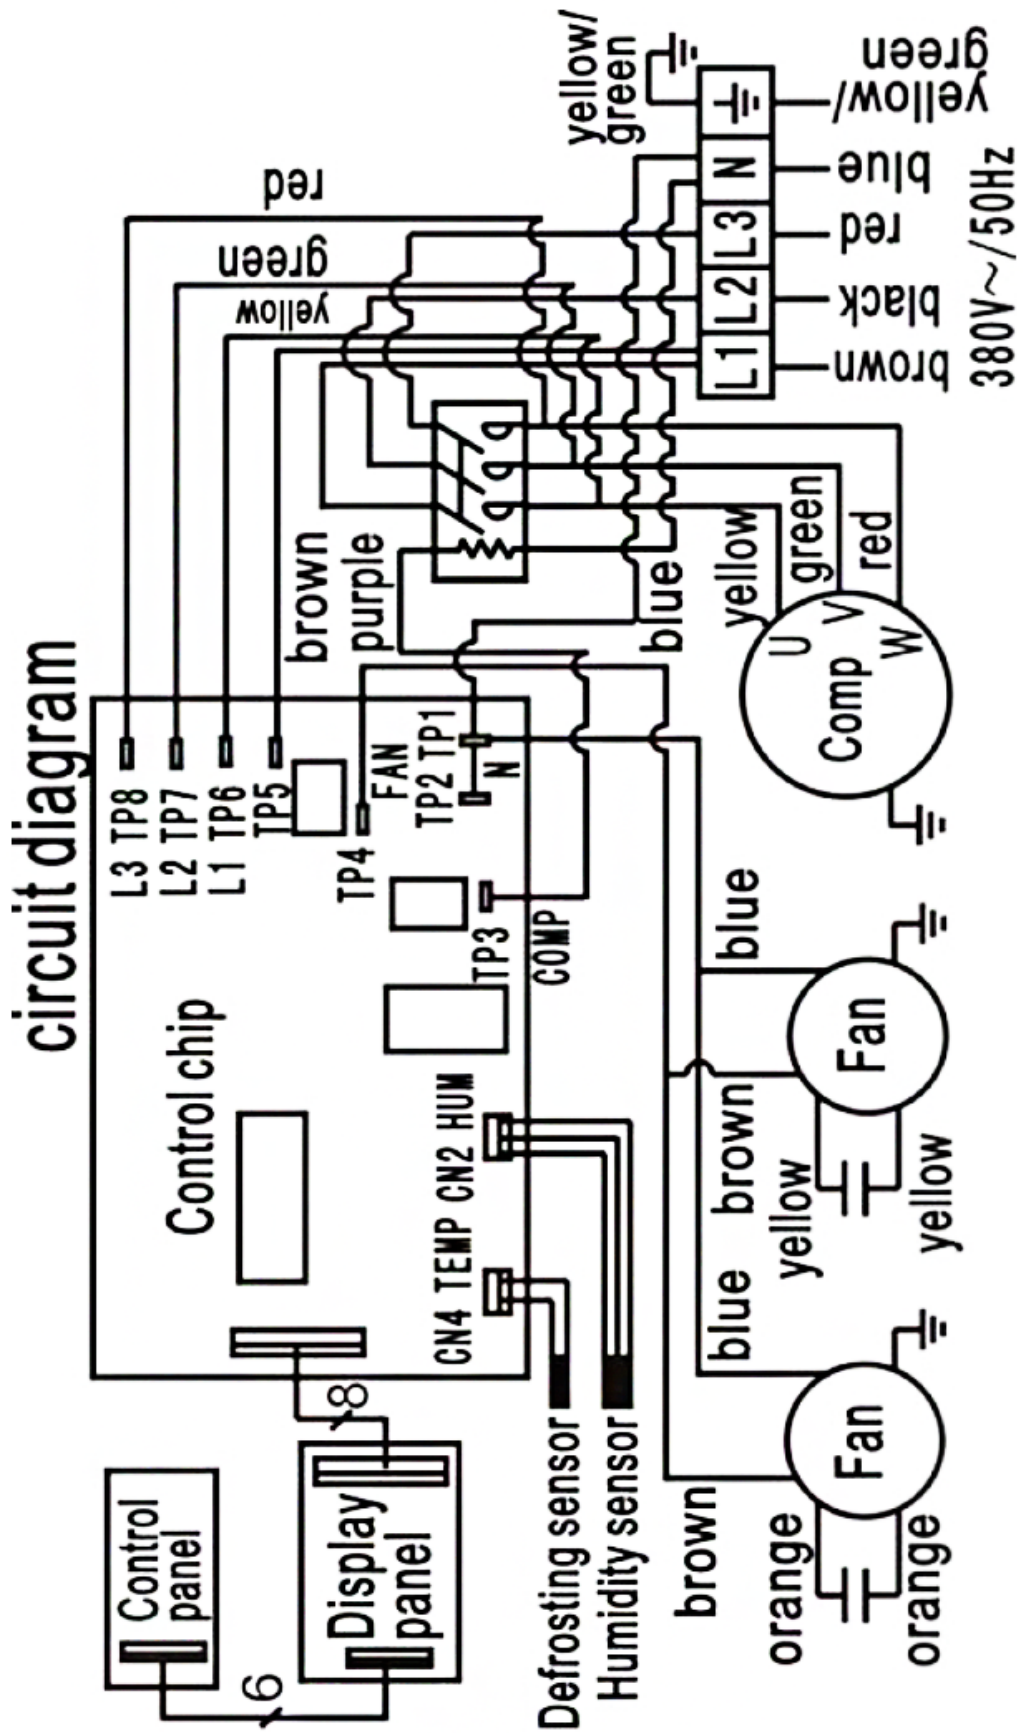 circuit diagram
Control
panel
6
Display
panel
8
Control chip
L3 TP8
L2 TP7
L1 TP6
TP5
TP4
FAN
TP2 TP1
N
TP3
COMP
CN4 TEMP CN2 HUM
Defrosting sensor
Humidity sensor
red
green
yellow
brown
purple
blue
yellow/
green
L1
L2
L3
N
brown
black
blue
red
yellow/
green
380V~/50Hz
yellow
green
red
U
V
W
Comp
blue
brown
Fan
yellow
yellow
blue
brown
Fan
orange
orange